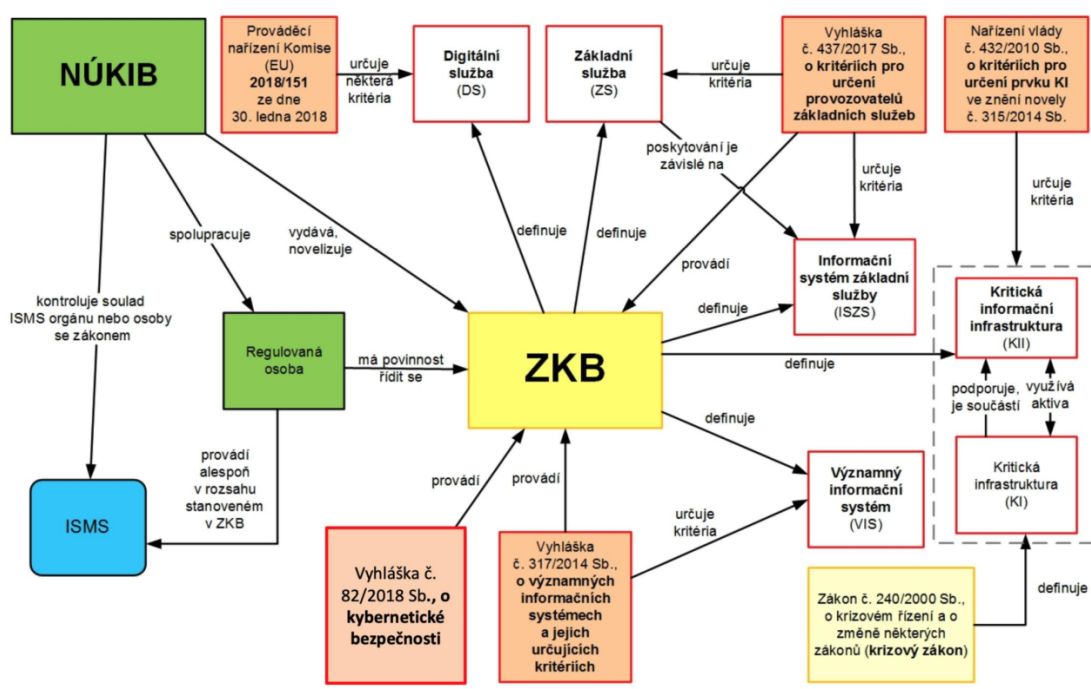 NÚKIB
Prováděcí
nařízení Komise
(EU)
2018/151
ze dne
30. ledna 2018
určuje
některá
kritéria
Digitální
služba
(DS)
Základní
služba
(ZS)
určuje
kritéria
Vyhláška
č. 437/2017 Sb.,
o kritériích pro
určení
provozovatelů
základních služeb
Nařízení vlády
č. 432/2010 Sb.,
o kritériích pro
určení prvku KI
ve znění novely
č. 315/2014 Sb.
poskytování je
závislé na
určuje
kritéria
určuje
kritéria
spolupracuje
vydává,
novelizuje
definuje
definuje
provádí
Informační
systém základní
služby
(ISZS)
kontroluje soulad
ISMS orgánu nebo osoby
se zákonem
Regulovaná
osoba
má povinnost
řídit se
ZKB
definuje
definuje
Kritická
informační
infrastruktura
(KII)
podporuje,
je součástí
využívá
aktiva
definuje
provádí
alespoň
v rozsahu
stanoveném
v ZKB
ISMS
provádí
provádí
určuje
kritéria
Významný
informační
systém
(VIS)
Kritická
infrastruktura
(KI)
Vyhláška č.
82/2018 Sb., o
kybernetické
bezpečnosti
Vyhláška
č. 317/2014 Sb.,
o významných
informačních
systémech
a jejich
určujících
kritériích
Zákon č. 240/2000 Sb.,
o krizovém řízení a o
změně některých
zákonů (krizový zákon)
definuje